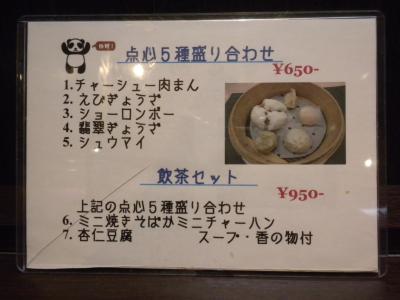 点心5種盛り合わせ
¥650-
1.チャーシュー肉まん
2.えびぎょうざ
3.ショーロンポー
4.翡翠ぎょうざ
5.シュウマイ
飲茶セット
¥950-
上記の点心5種盛り合わせ
6.ミニ焼きそばかミニチャーハン
7.杏仁豆腐 スープ・香の物付